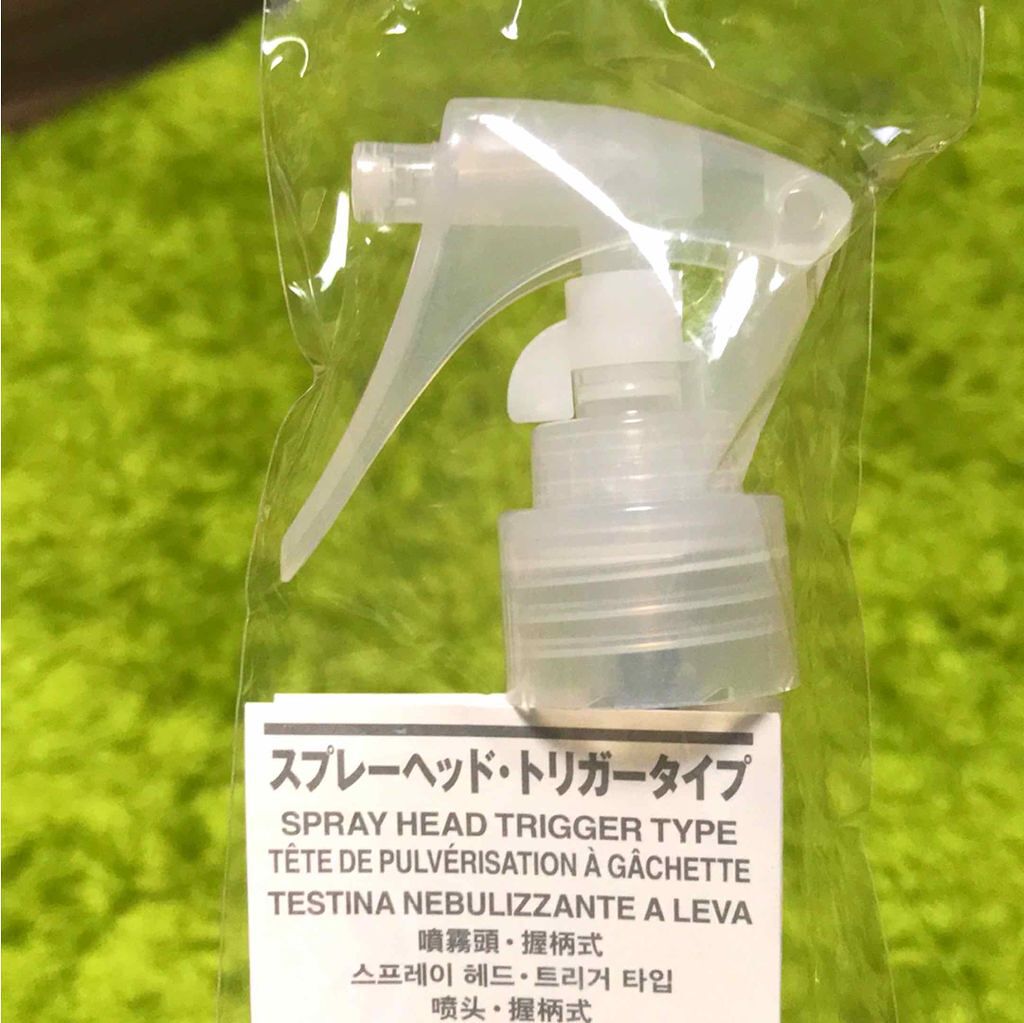 スプレーヘッド・トリガータイプ
SPRAY HEAD TRIGGER TYPE
TÊTE DE PULVÉRISATION À GÂCHETTE
TESTINA NEBULIZZANTE A LEVA
噴霧頭・握柄式
스프레이 헤드・트리거 타입
喷头・握柄式